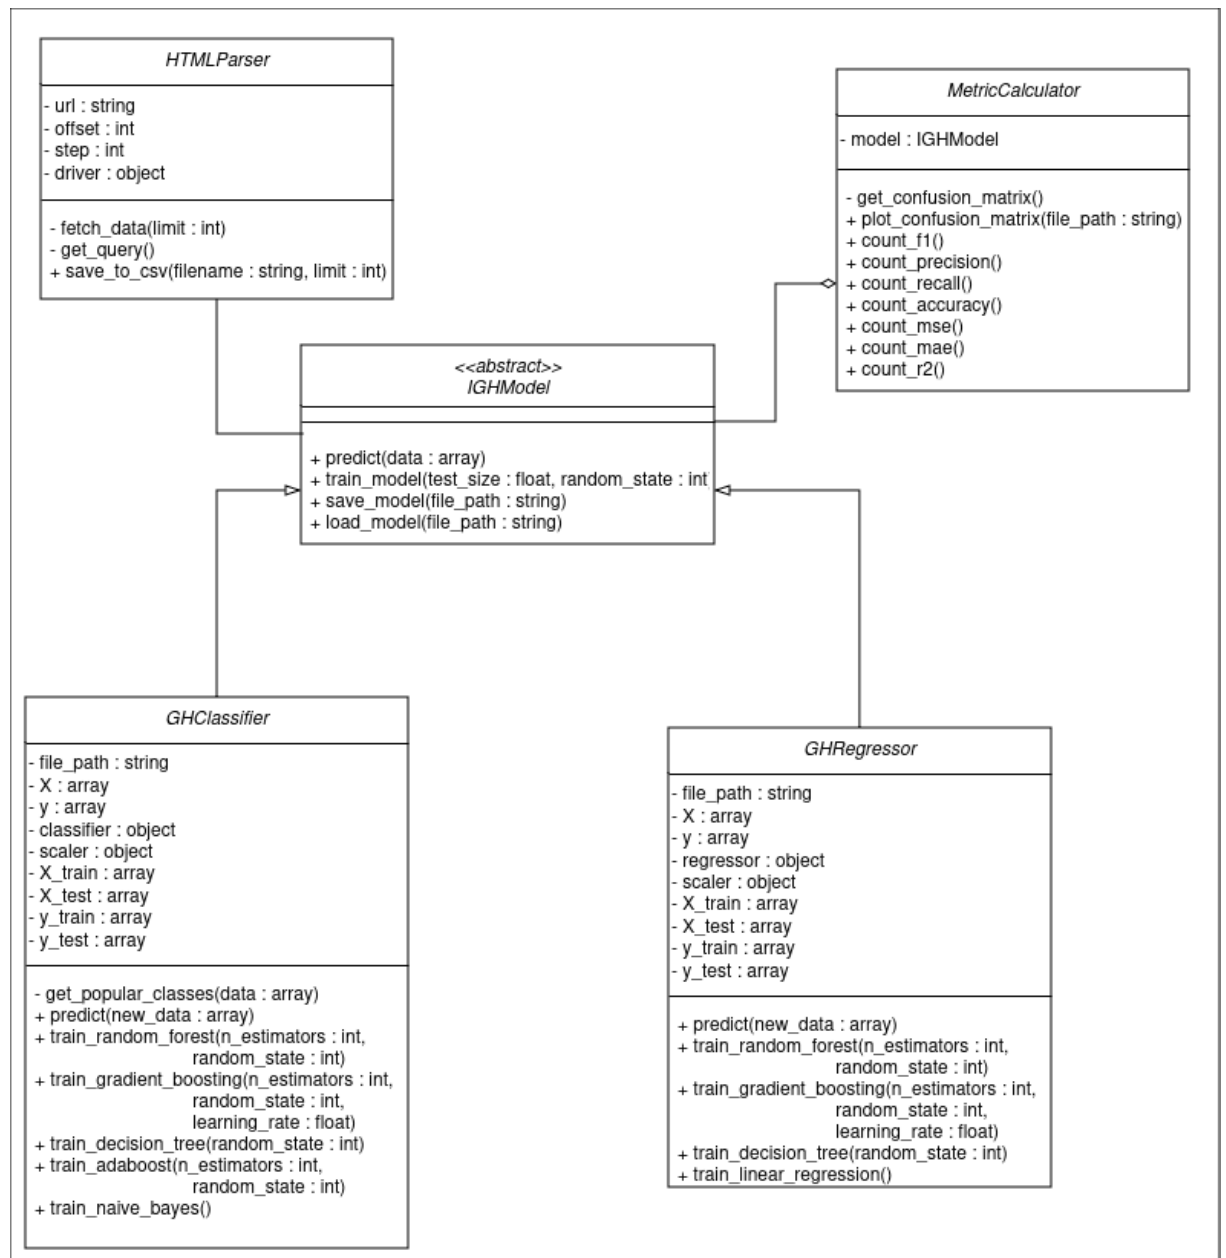 HTMLParser
- url : string
- offset : int
- step : int
- driver : object
- fetch_data(limit : int)
- get_query()
+ save_to_csv(filename : string, limit : int)
MetricCalculator
- model : IGHModel
- get_confusion_matrix()
+ plot_confusion_matrix(file_path : string)
+ count_f1()
+ count_precision()
+ count_recall()
+ count_accuracy()
+ count_mse()
+ count_mae()
+ count_r2()
<<abstract>>
IGHModel
+ predict(data : array)
+ train_model(test_size : float, random_state : int)
+ save_model(file_path : string)
+ load_model(file_path : string)
GHClassifier
- file_path : string
- X : array
- y : array
- classifier : object
- scaler : object
- X_train : array
- X_test : array
- y_train : array
- y_test : array
- get_popular_classes(data : array)
+ predict(new_data : array)
+ train_random_forest(n_estimators : int,
random_state : int)
+ train_gradient_boosting(n_estimators : int,
random_state : int,
learning_rate : float)
+ train_decision_tree(random_state : int)
+ train_adaboost(n_estimators : int,
random_state : int)
+ train_naive_bayes()
GHRegressor
- file_path : string
- X : array
- y : array
- regressor : object
- scaler : object
- X_train : array
- X_test : array
- y_train : array
- y_test : array
+ predict(new_data : array)
+ train_random_forest(n_estimators : int,
random_state : int)
+ train_gradient_boosting(n_estimators : int,
random_state : int,
learning_rate : float)
+ train_decision_tree(random_state : int)
+ train_linear_regression()